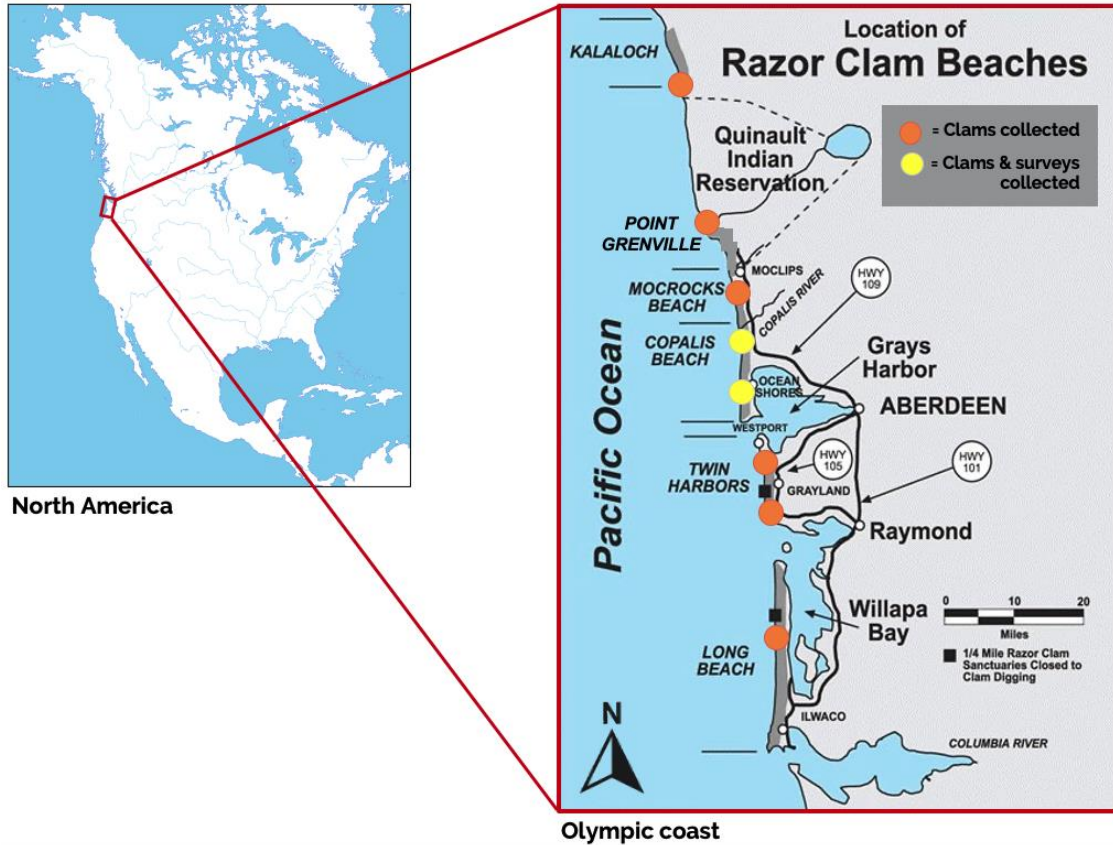 North America
Location of
Razor Clam Beaches
= Clams collected
= Clams & surveys
collected
KALALOCH
Quinault
Indian
Reservation
POINT
GRENVILLE
MOCLIPS
HWY
109
MOCROCKS
BEACH
COPALIS RIVER
COPALIS
BEACH
Grays
Harbor
OCEAN
SHORES
ABERDEEN
WESTPORT
Pacific Ocean
TWIN
HARBORS
HWY
105
HWY
101
GRAYLAND
Raymond
Willapa
Bay
0 10 20
Miles
1/4 Mile Razor Clam
Sanctuaries Closed to
Clam Digging
LONG
BEACH
N
ILWACO
COLUMBIA RIVER
Olympic coast